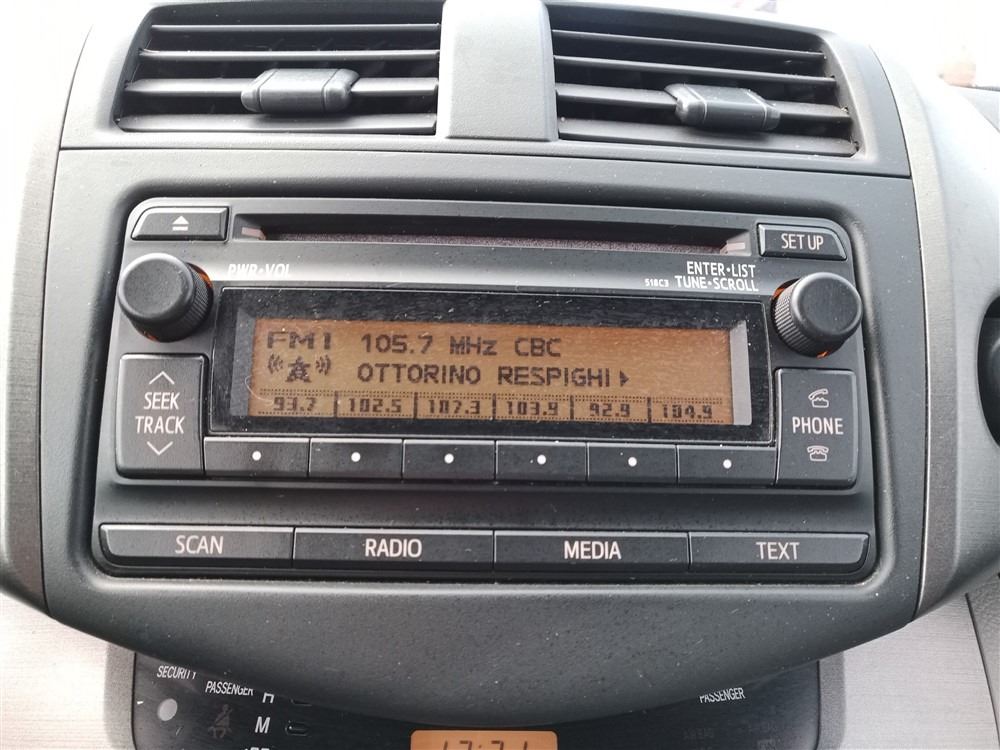 SET UP
PWR•VOL
ENTER•LIST
518C3 TUNE•SCROLL
FM1 105.7 MHz CBC
OTTORINO RESPIGHI
93.7 102.5 107.3 103.9 92.9 104.9
SEEK
TRACK
PHONE
SCAN RADIO MEDIA TEXT
SECURITY
PASSENGER
PASSENGER
H
M